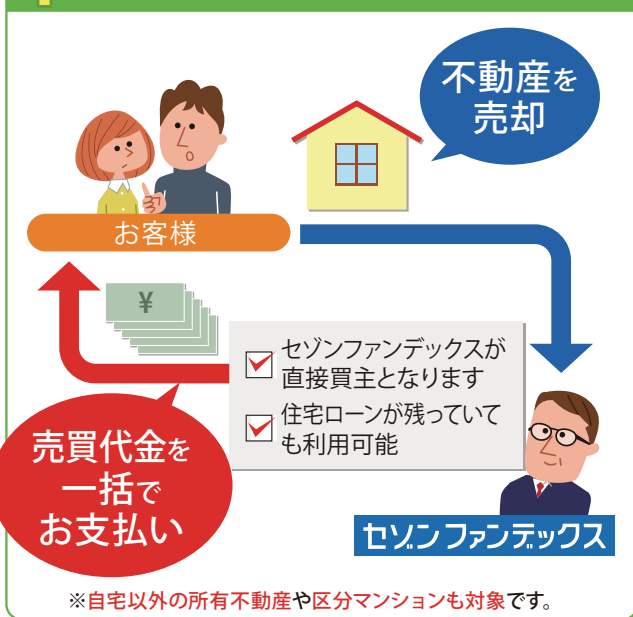 不動産を
売却
お客様
¥
セゾンファンデックスが
直接買主となります
住宅ローンが残っていて
も利用可能
売買代金を
一括で
お支払い
セゾンファンデックス
※自宅以外の所有不動産や区分マンションも対象です。